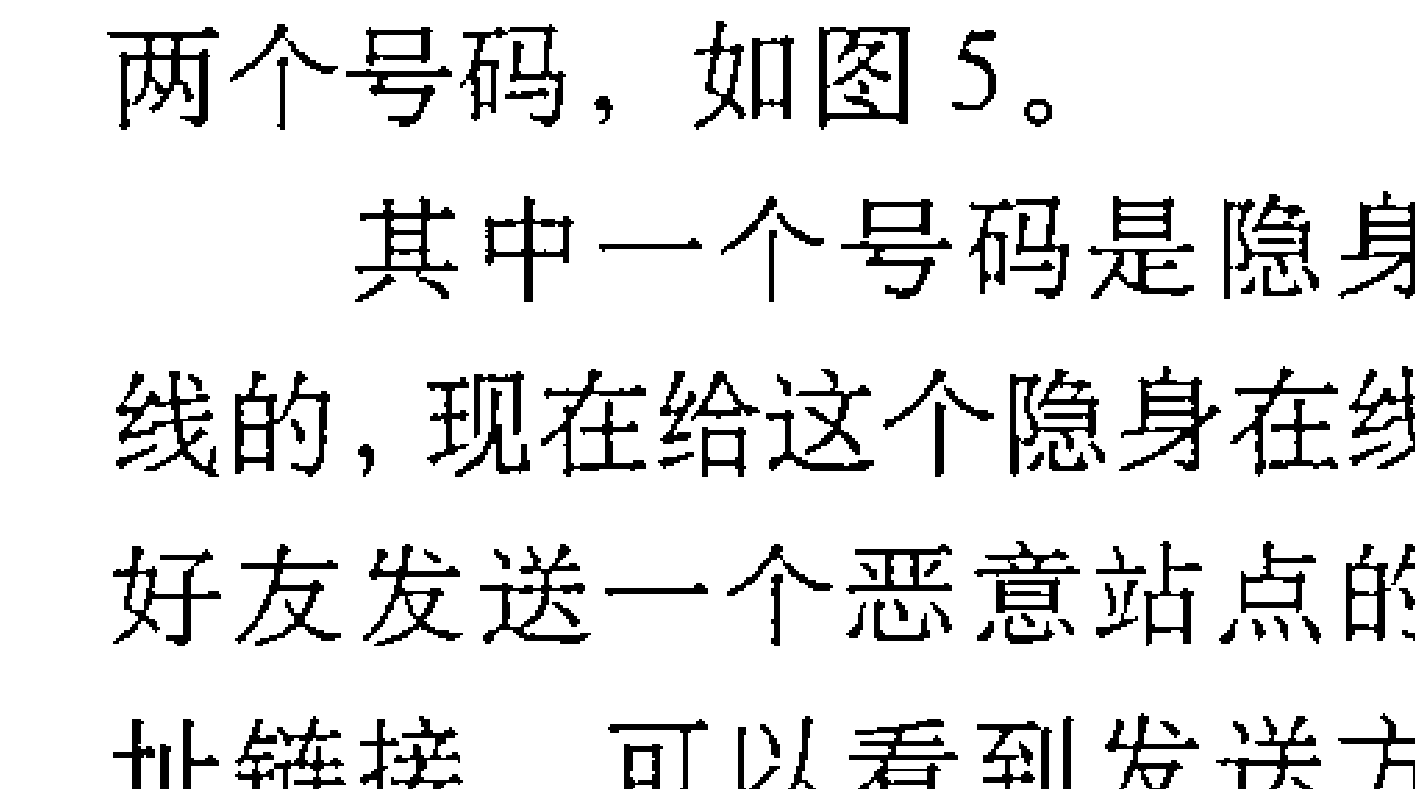 两个号码，如图 5。
其中一个号码是隐身
线的，现在给这个隐身在线
好友发送一个恶意站点的
址链接 可以看到发送方